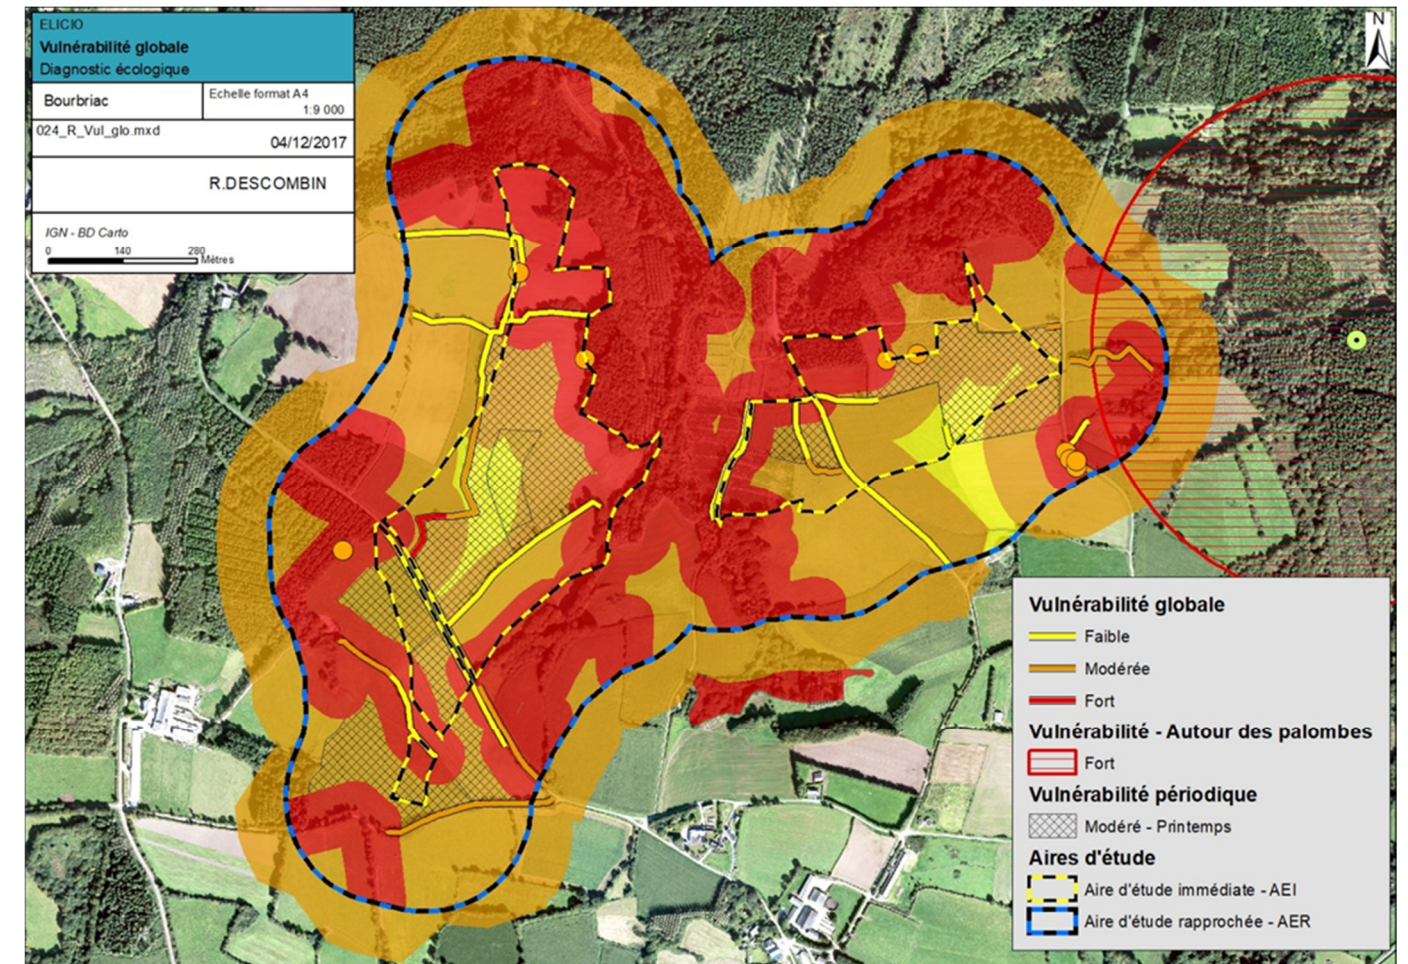 ELICIO
Vulnérabilité globale
Diagnostic écologique
Bourbriac
Echelle format A4
1:9 000
024_R_Vul_glo.mxd
04/12/2017
R.DESCOMBIN
IGN - BD Carto
0 140 280
Mètres
N
Vulnérabilité globale
Faible
Modérée
Fort
Vulnérabilité - Autour des palombes
Fort
Vulnérabilité périodique
Modéré - Printemps
Aires d'étude
Aire d'étude immédiate - AEI
Aire d'étude rapprochée - AER